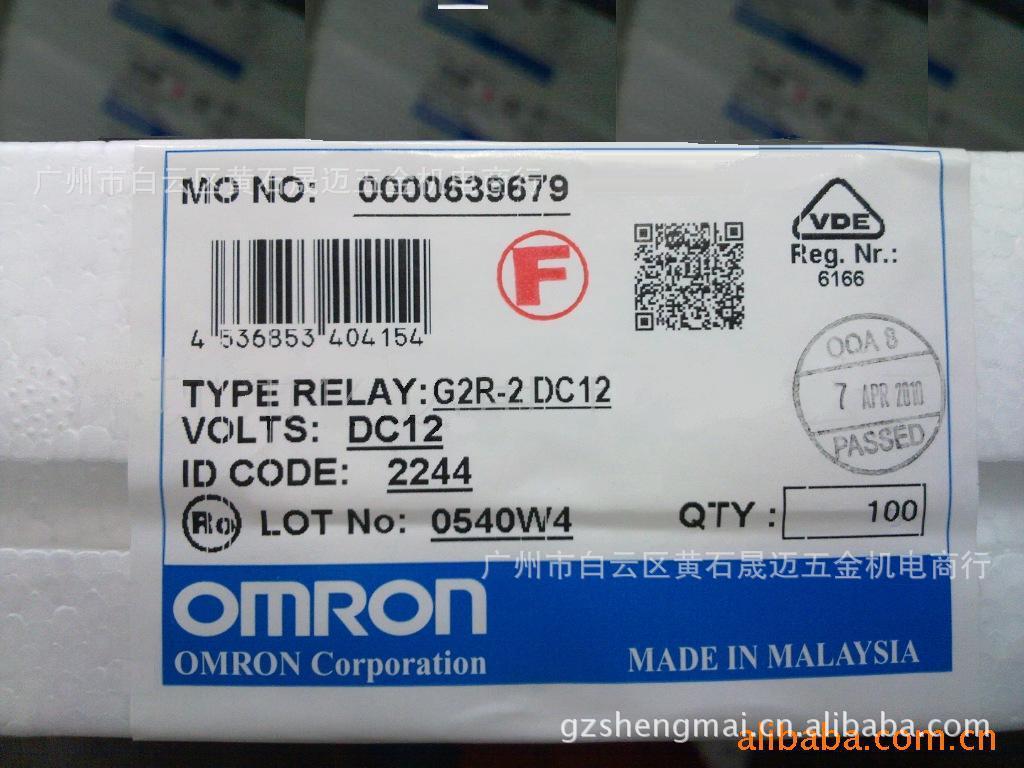 广州市白云区黄石晟迈五金机电商行
MO NO: 0000639679
F
VDE
Reg. Nr.:
6166
4 536853 404154
OQA 8
7 APR 2010
PASSED
TYPE RELAY: G2R-2 DC12
VOLTS: DC12
ID CODE: 2244
Ro LOT No: 0540W4
QTY : 100
广州市白云区黄石晟迈五金机电商行
OMRON
OMRON Corporation
MADE IN MALAYSIA
gzshengmai.cn.alibaba.com
alibaba.com.cn